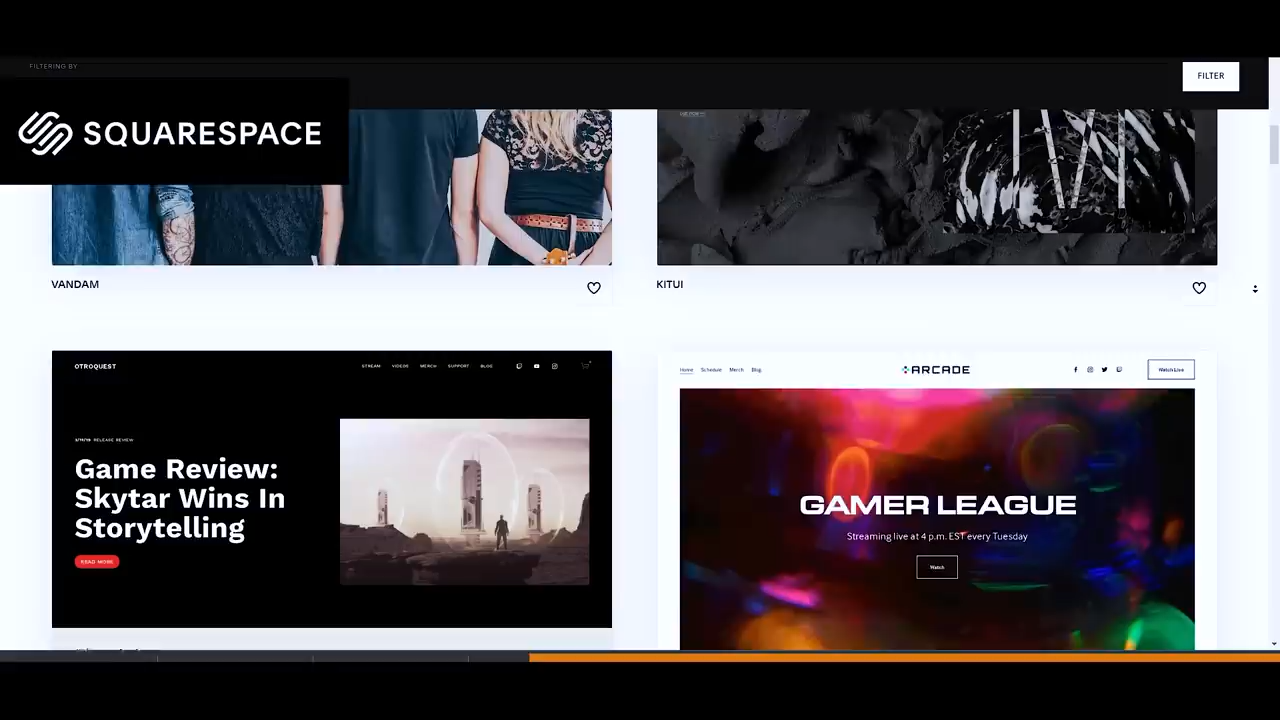 FILTERING BY
FILTER
SQUARESPACE
VANDAM
KITUI
OTROQUEST
STREAM VIDEOS MERCH SUPPORT BLOG
RELEASE REVIEW
Game Review:
Skytar Wins In
Storytelling
READ MORE
Home Schedule Merch Blog
ARCADE
Watch Live
GAMER LEAGUE
Streaming live at 4 p.m. EST every Tuesday
Watch